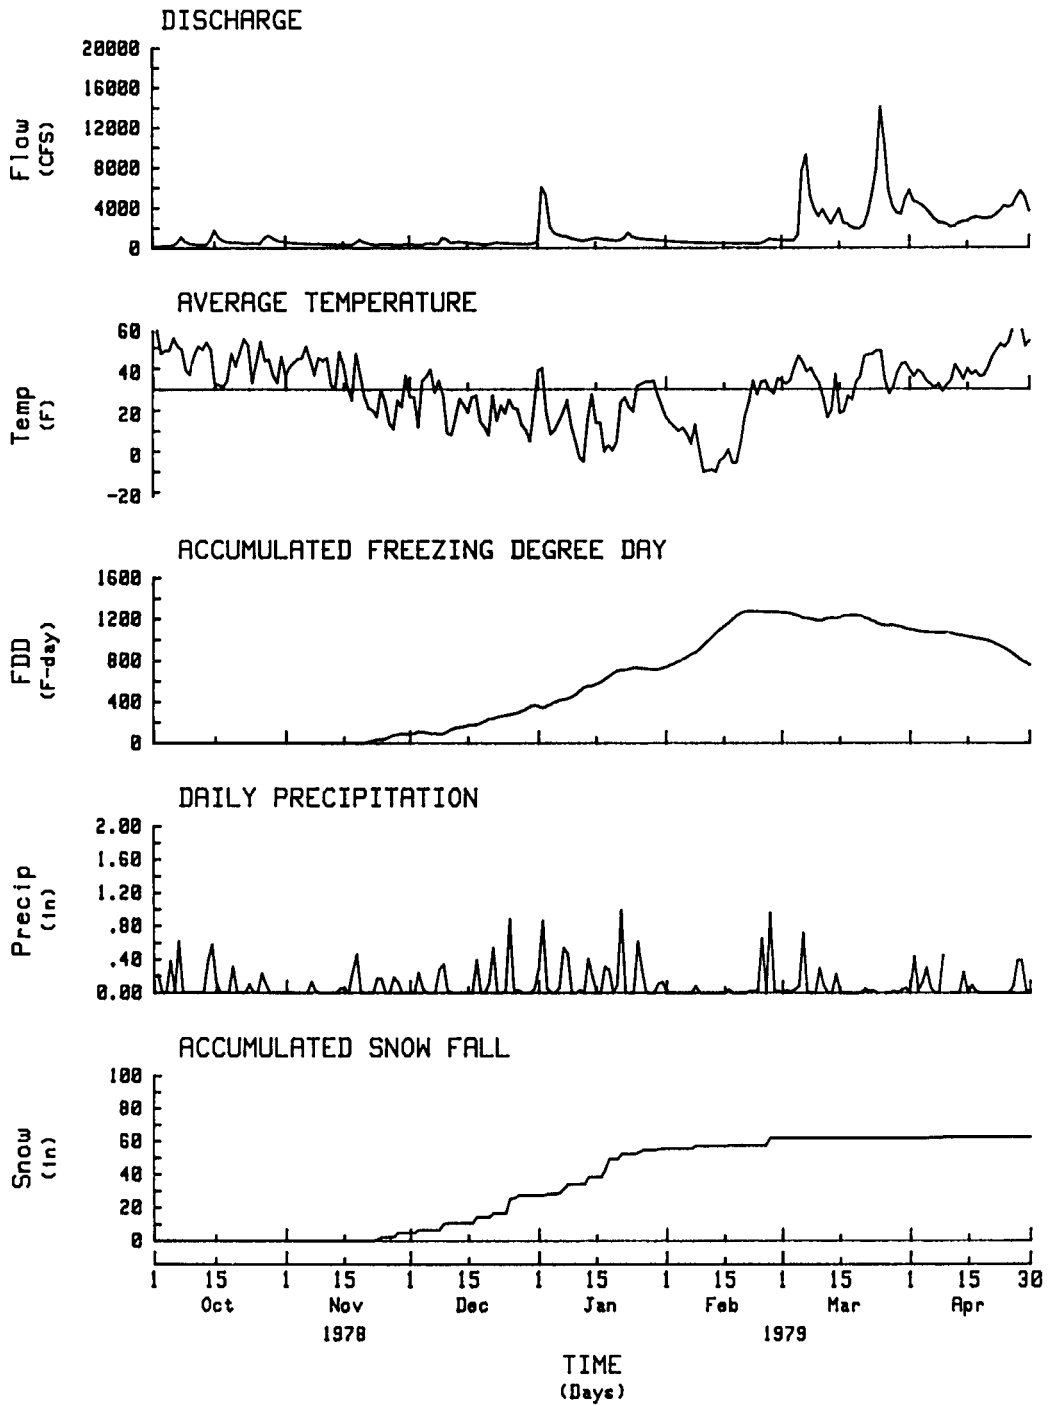 DISCHARGE
20000
16000
12000
8000
4000
0
Flow
(CFS)
AVERAGE TEMPERATURE
60
40
20
0
-20
Temp
(F)
ACCUMULATED FREEZING DEGREE DAY
1600
1200
800
400
0
FDD
(F-day)
DAILY PRECIPITATION
2.00
1.60
1.20
.80
.40
0.00
Precip
(in)
ACCUMULATED SNOW FALL
100
80
60
40
20
0
Snow
(in)
1 15 1 15 1 15 1 15 1 15 1 15 1 15 30
Oct Nov Dec Jan Feb Mar Apr
1978 1979
TIME
(Days)